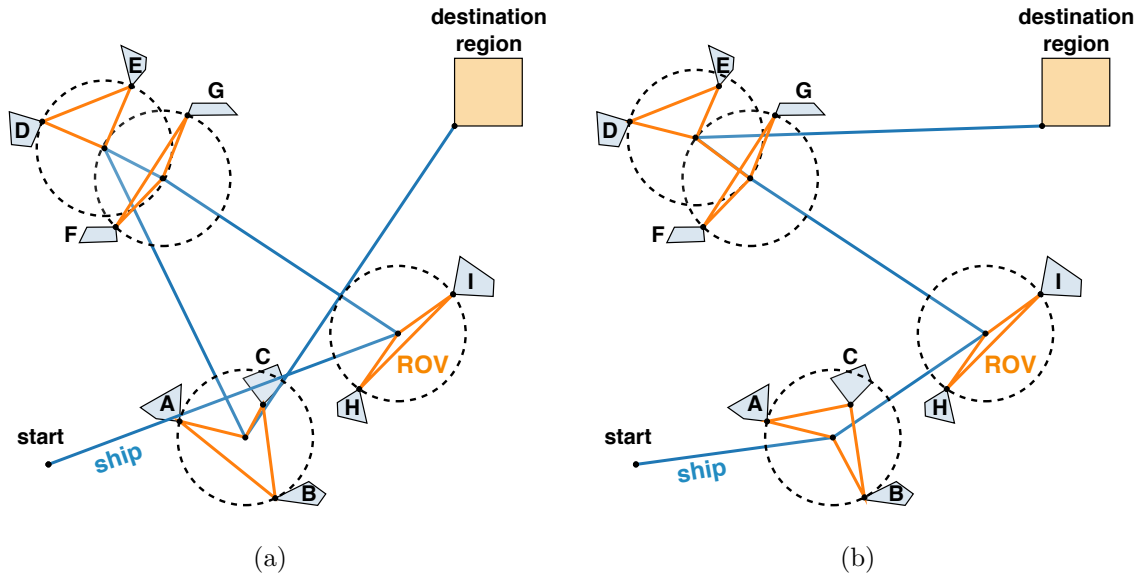 destination
region
E
G
D
F
I
C
ROV
A
H
start
ship
B
(a)
destination
region
E
G
D
F
I
C
ROV
A
H
start
ship
B
(b)